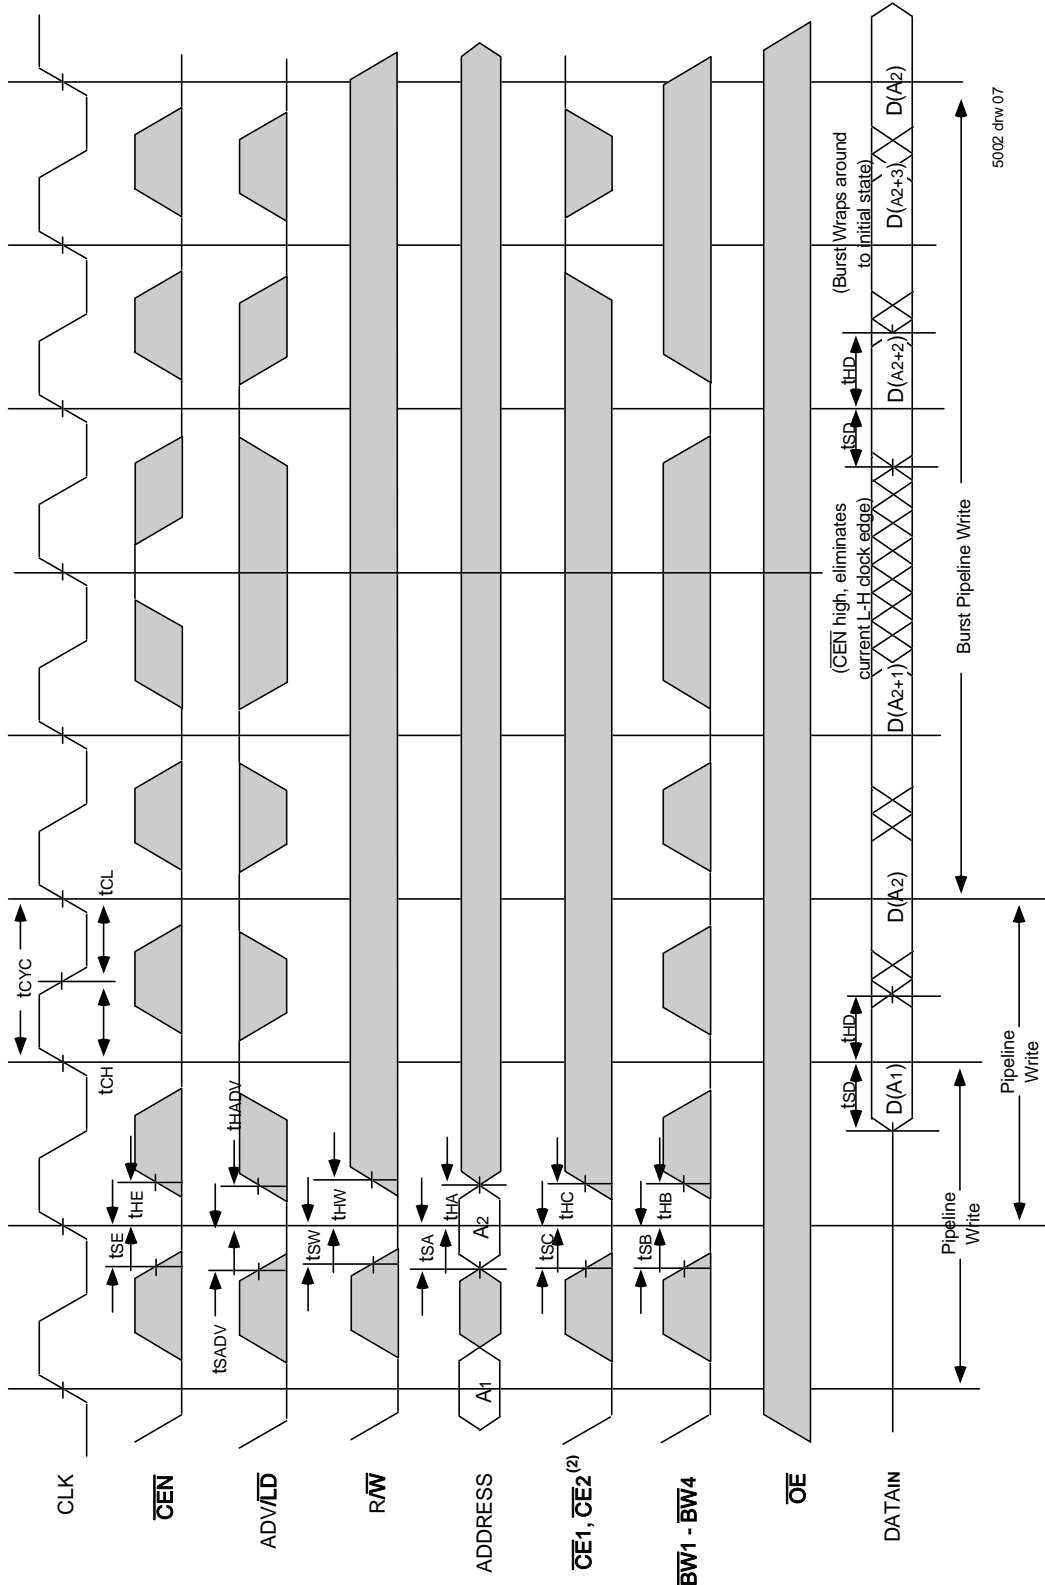 CLK
tCYC
tCH
tCL
CEN
tSE
tHE
ADV/LD
tSADV
tHADV
R/W
tSW
tHW
ADDRESS
A1
A2
tSA
tHA
CE1, CE2(2)
tSC
tHC
BW1 - BW4
tSB
tHB
OE
(CEN high, eliminates
current L-H clock edge)
(Burst Wraps around
to initial state)
tSD
tHD
tSD
tHD
DATAIN
D(A1)
D(A2)
D(A2+1)
D(A2+2)
D(A2+3)
D(A2)
Pipeline
Write
Pipeline
Write
Burst Pipeline Write
5002 drw 07